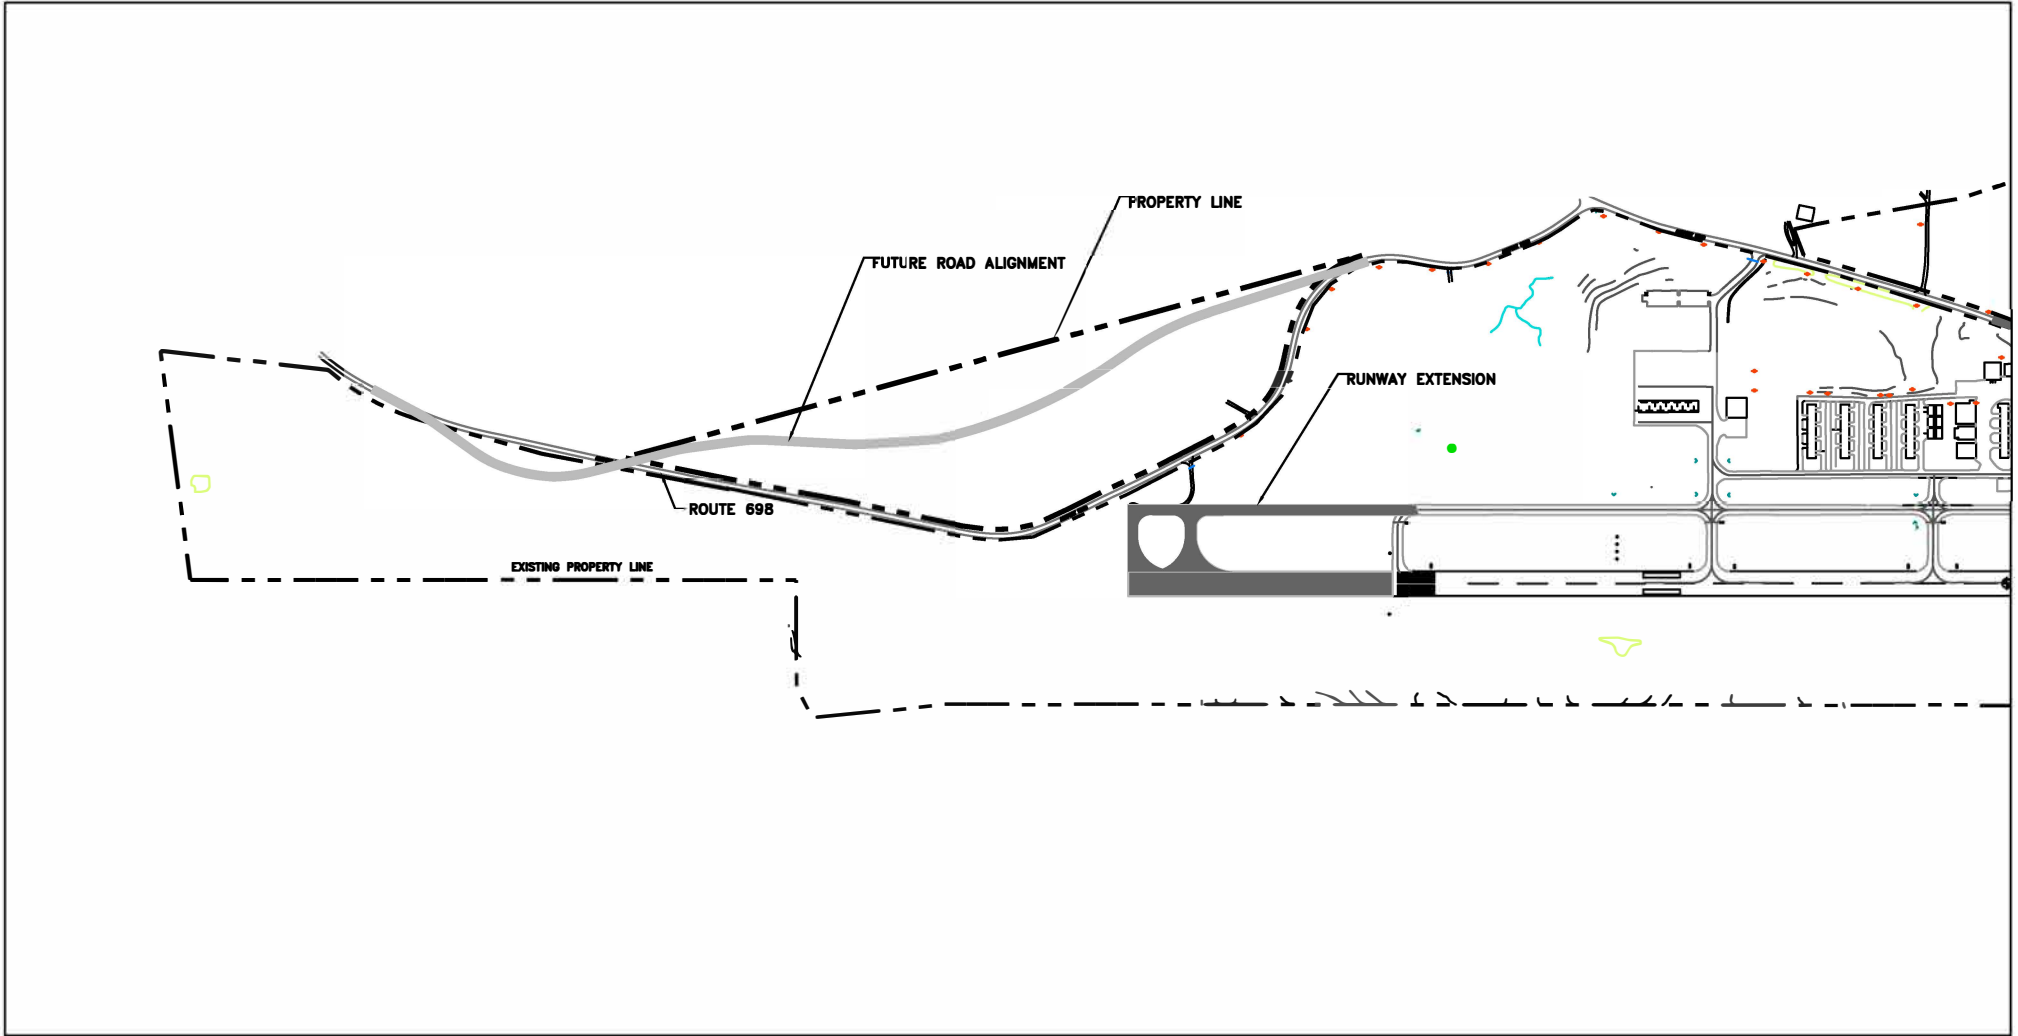 PROPERTY LINE
FUTURE ROAD ALIGNMENT
RUNWAY EXTENSION
ROUTE 698
EXISTING PROPERTY LINE